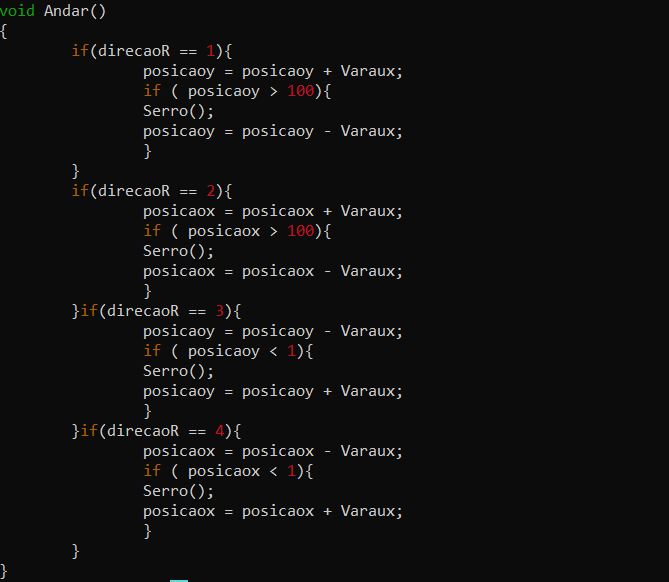 void Andar()
{
        if(direcaoR == 1){
                posicaoy = posicaoy + Varaux;
                if ( posicaoy > 100){
                Serro();
                posicaoy = posicaoy - Varaux;
                }
        }
        if(direcaoR == 2){
                posicaox = posicaox + Varaux;
                if ( posicaox > 100){
                Serro();
                posicaox = posicaox - Varaux;
                }
        }if(direcaoR == 3){
                posicaoy = posicaoy - Varaux;
                if ( posicaoy < 1){
                Serro();
                posicaoy = posicaoy + Varaux;
                }
        }if(direcaoR == 4){
                posicaox = posicaox - Varaux;
                if ( posicaox < 1){
                Serro();
                posicaox = posicaox + Varaux;
                }
        }
}